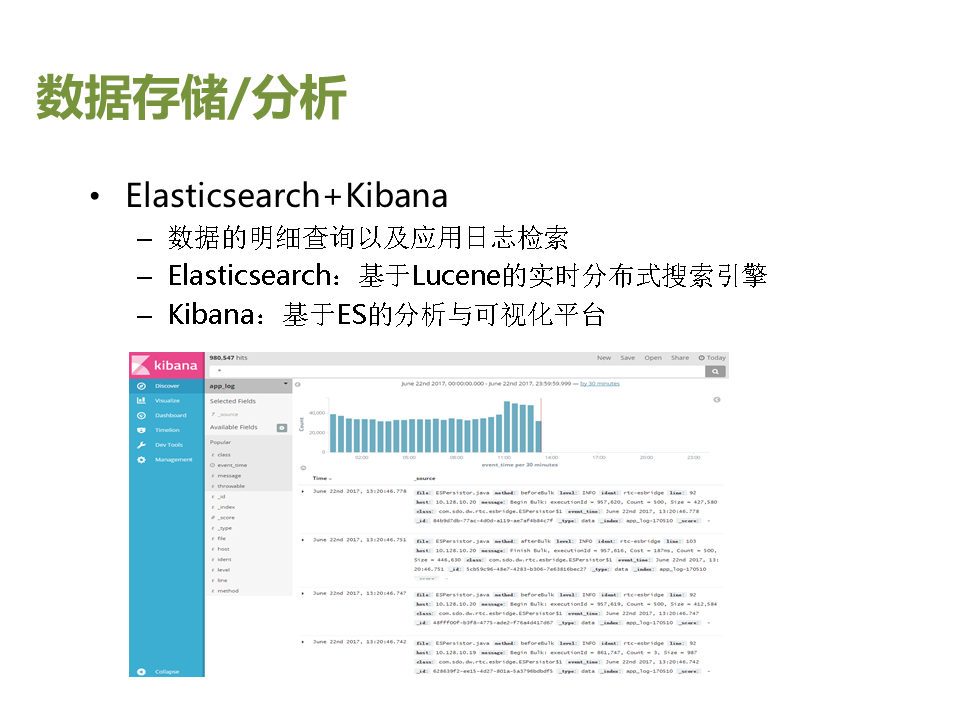 数据存储/分析
• Elasticsearch+Kibana
– 数据的明细查询以及应用日志检索
– Elasticsearch：基于Lucene的实时分布式搜索引擎
– Kibana：基于ES的分析与可视化平台
kibana
980,547 hits
New Save Open Share Today
*
Discover
Visualize
Dashboard
Timelion
Dev Tools
Management
Collapse
app_log
Selected Fields
? _source
Available Fields
Popular
t class
event_time
t message
t throwable
t _id
t _index
# _score
t _type
t file
t host
t ident
t level
t line
t method
June 22nd 2017, 00:00:00.000 - June 22nd 2017, 23:59:59.999 — by 30 minutes
Count
40,000
20,000
0
02:00 05:00 08:00 11:00 14:00 17:00 20:00 23:00
event_time per 30 minutes
Time _source
June 22nd 2017, 13:20:46.778 file: ESPersistor.java method: beforeBulk level: INFO ident: rtc-esbridge line: 92
host: 10.128.10.20 message: Begin Bulk: executionId = 957,620, Count = 500, Size = 427,580
class: com.sdo.dw.rtc.esbridge.ESPersistor$1 event_time: June 22nd 2017, 13:20:46.778
_type: data _index: app_log-170510 _score: -
June 22nd 2017, 13:20:46.751 file: ESPersistor.java method: afterBulk level: INFO ident: rtc-esbridge line: 103
host: 10.128.10.20 message: Finish Bulk, executionId = 957,616, Cost = 187ms, Count = 500,
Size = 446,630 class: com.sdo.dw.rtc.esbridge.ESPersistor$1 event_time: June 22nd 2017, 13:
20:46.751 _id: 5cb59c96-48e7-4283-b306-7e63816bec27 _type: data _index: app_log-170510
_score: -
June 22nd 2017, 13:20:46.747 file: ESPersistor.java method: beforeBulk level: INFO ident: rtc-esbridge line: 92
host: 10.128.10.20 message: Begin Bulk: executionId = 957,619, Count = 500, Size = 412,584
class: com.sdo.dw.rtc.esbridge.ESPersistor$1 event_time: June 22nd 2017, 13:20:46.747
_id: 48fff00f-b3f8-4775-ade2-f76a4d417d67 _type: data _index: app_log-170510 _score: -
June 22nd 2017, 13:20:46.742 file: ESPersistor.java method: beforeBulk level: INFO ident: rtc-esbridge line: 92
host: 10.128.10.19 message: Begin Bulk: executionId = 861,747, Count = 3, Size = 987
class: com.sdo.dw.rtc.esbridge.ESPersistor$1 event_time: June 22nd 2017, 13:20:46.742
_id: 628639f2-ee15-4d27-801a-5a3796bdbdf5 _type: data _index: app_log-170510 _score: -